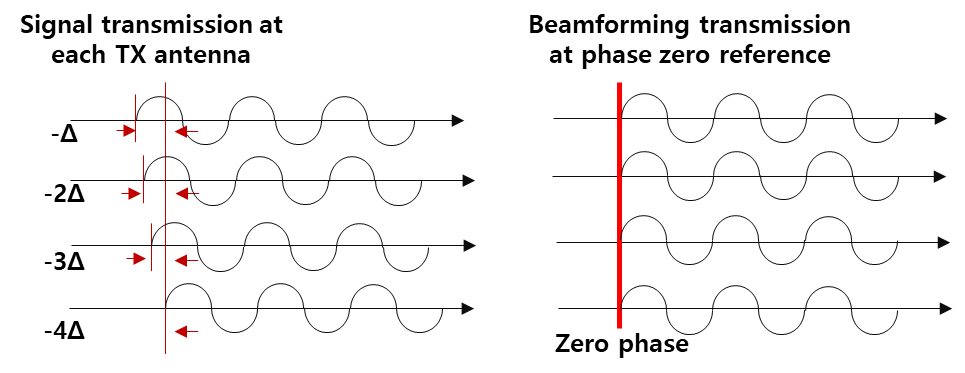 Signal transmission at
each TX antenna
-Δ
-2Δ
-3Δ
-4Δ
Beamforming transmission
at phase zero reference
Zero phase